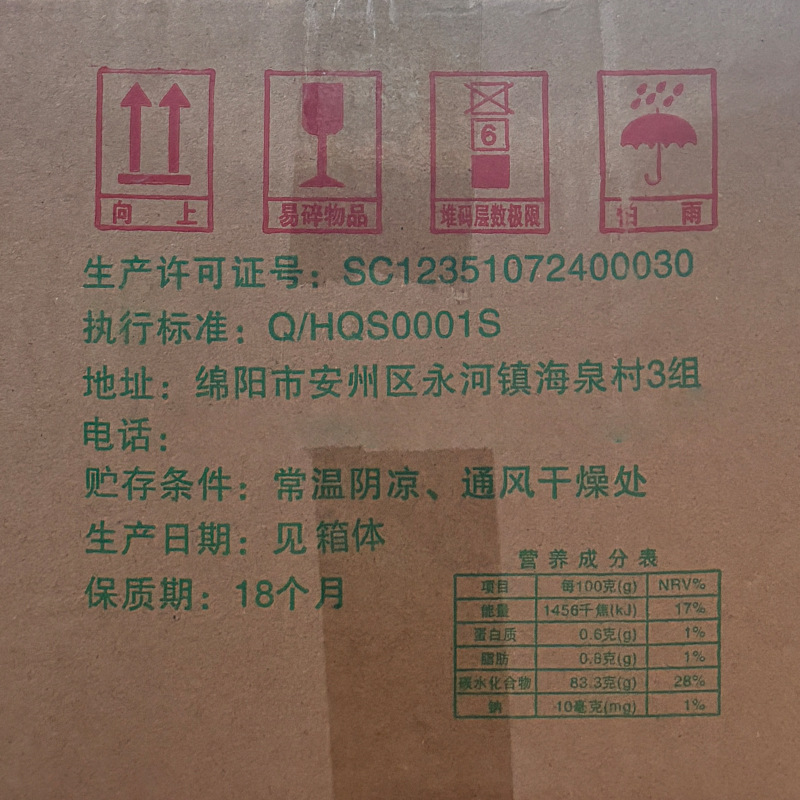 6
向 上 易碎物品 堆码层数极限 怕 雨
生产许可证号：SC12351072400030
执行标准：Q/HQS0001S
地址：绵阳市安州区永河镇海泉村3组
电话：
贮存条件：常温阴凉、通风干燥处
生产日期：见箱体
保质期：18个月
营养成分表
项目 每100克(g) NRV%
能量 1456千焦(kJ) 17%
蛋白质 0.6克(g) 1%
脂肪 0.8克(g) 1%
碳水化合物 83.3克(g) 28%
钠 10毫克(mg) 1%